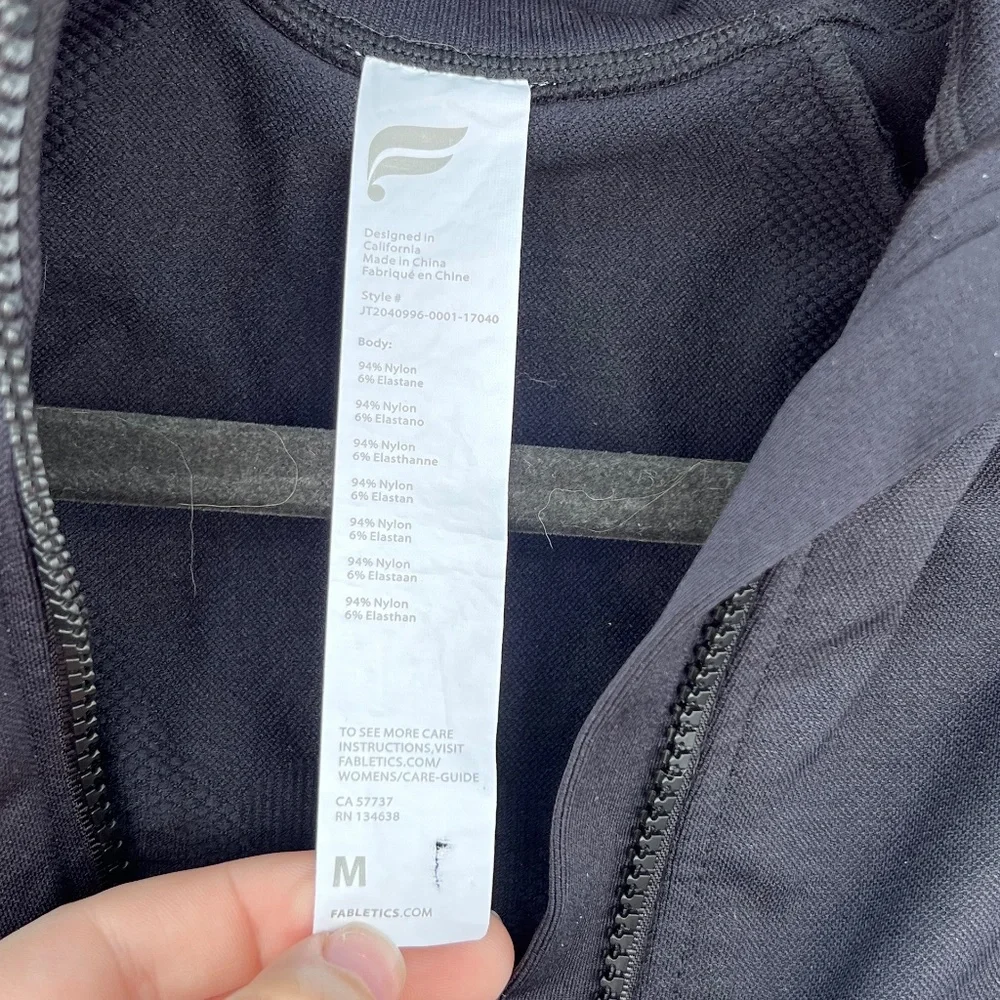 Designed in
California
Made in China
Fabriqué en Chine
Style #
JT2040996-0001-17040
Body:
94% Nylon
6% Elastane
94% Nylon
6% Elastano
94% Nylon
6% Elasthanne
94% Nylon
6% Elastan
94% Nylon
6% Elastan
94% Nylon
6% Elastaan
94% Nylon
6% Elasthan
TO SEE MORE CARE
INSTRUCTIONS,VISIT
FABLETICS.COM/
WOMENS/CARE-GUIDE
CA 57737
RN 134638
M
FABLETICS.COM